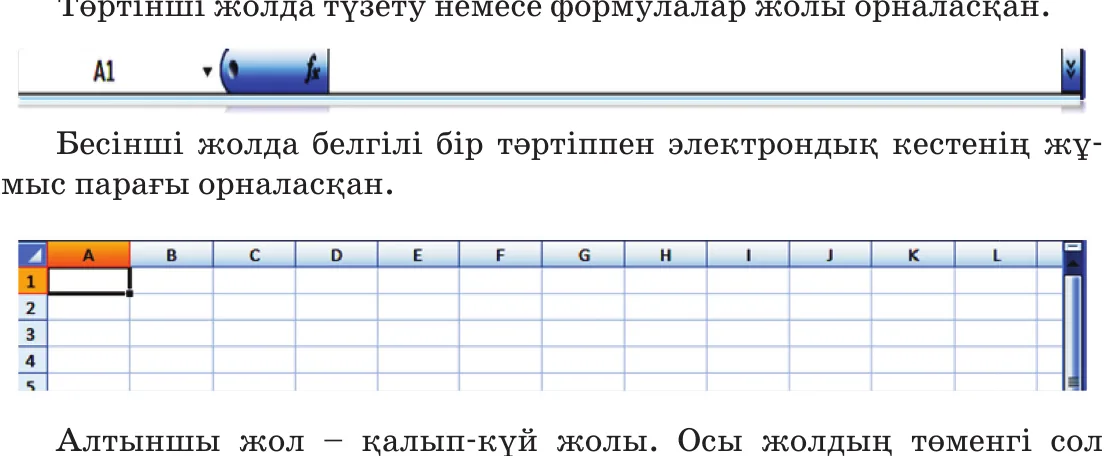 Төртінші жолда түзету немесе формулалар жолы орналасқан.
A1 fx
Бесінші жолда белгілі бір тәртіппен электрондық кестенің жұ-
мыс парағы орналасқан.
A B C D E F G H I J K L
1
2
3
4
5
Алтыншы жол – қалып-күй жолы. Осы жолдың төменгі сол